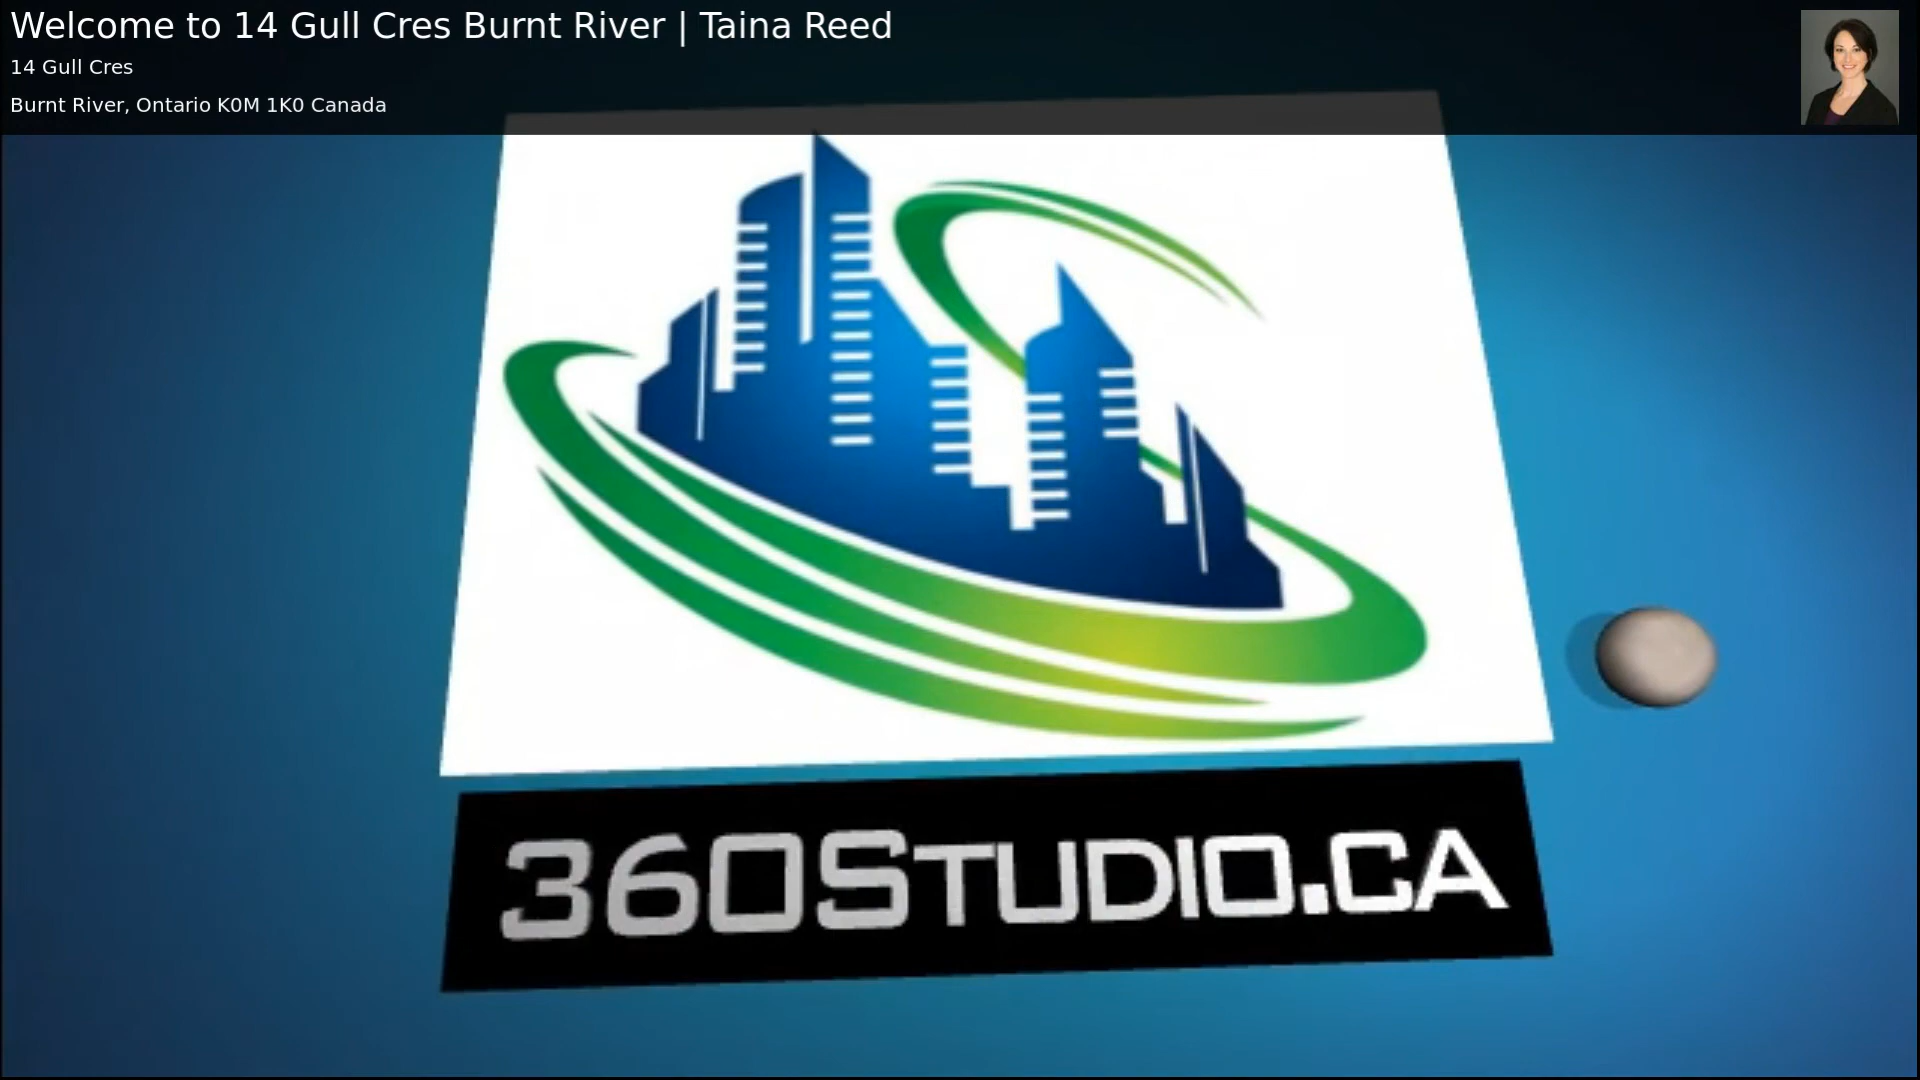 Welcome to 14 Gull Cres Burnt River | Taina Reed
14 Gull Cres
Burnt River, Ontario K0M 1K0 Canada
360STUDIO.CA